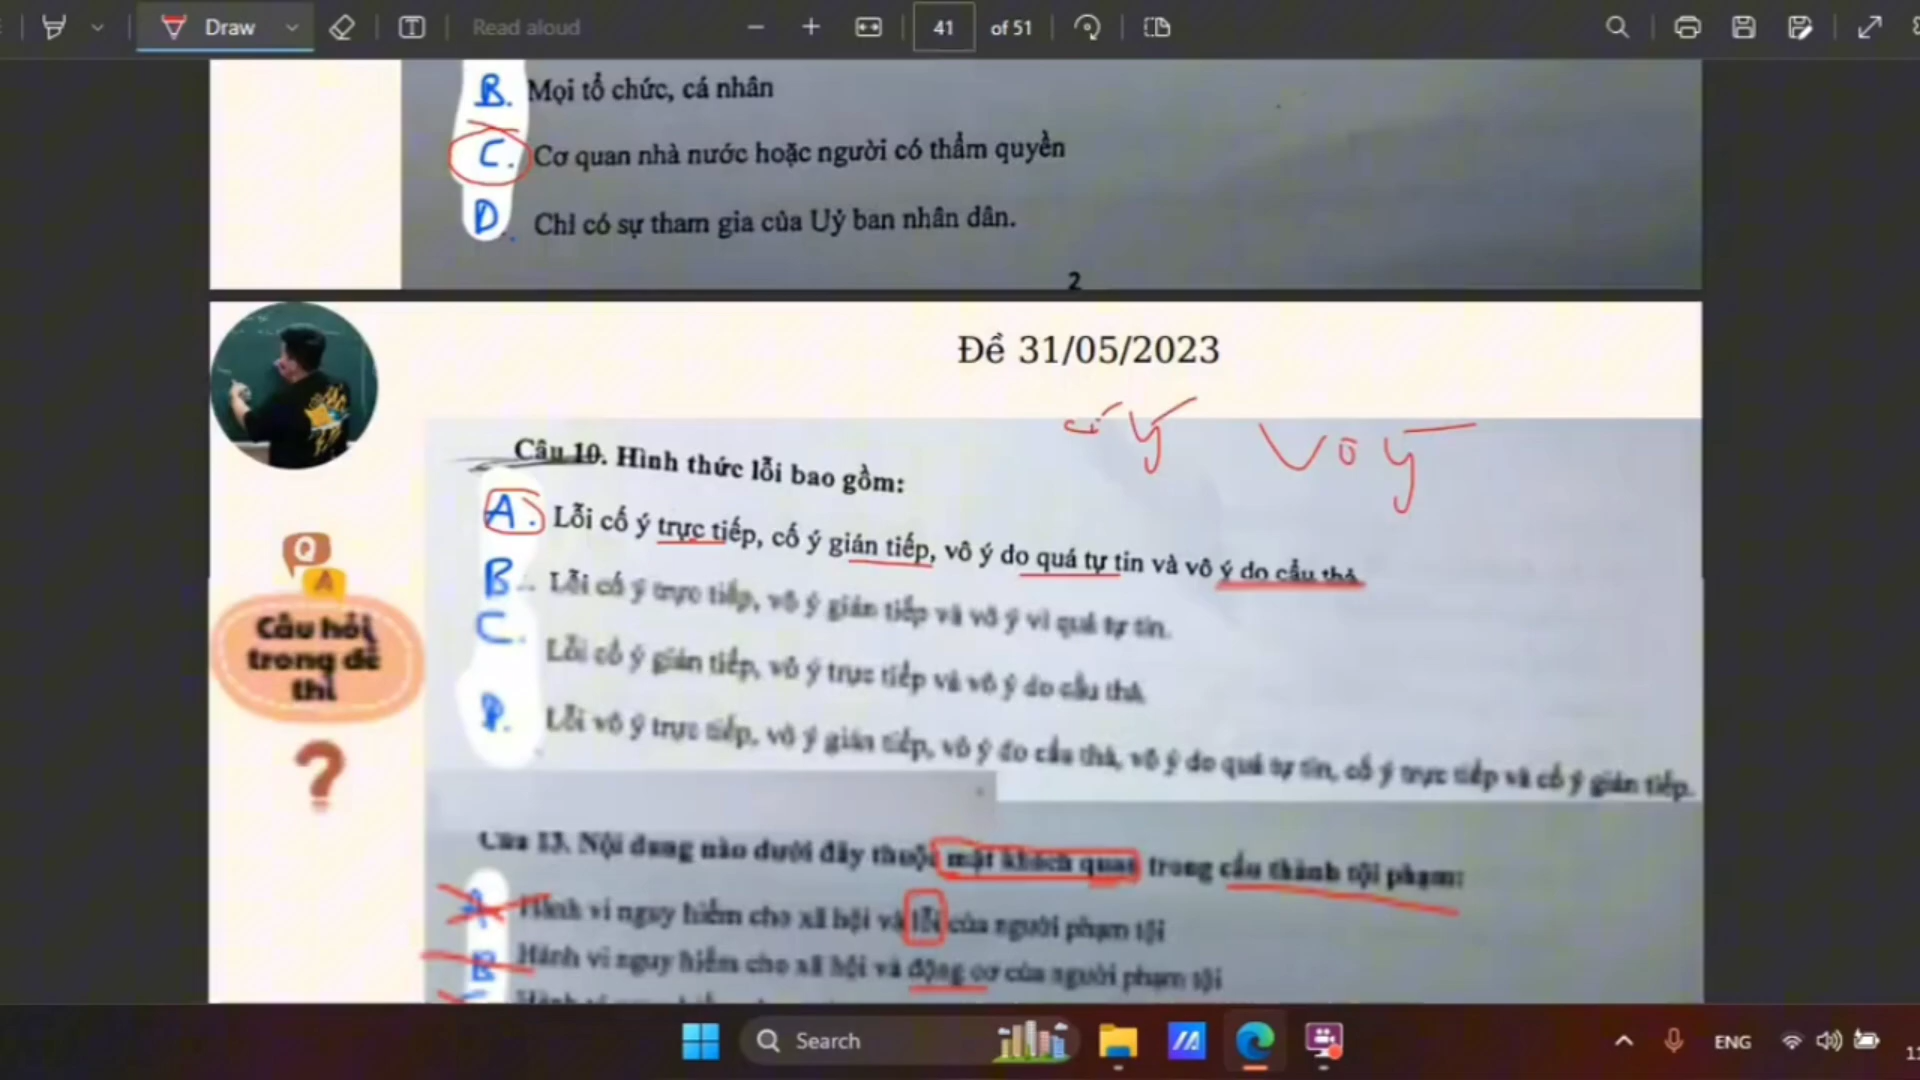 Draw
Read aloud
41 of 51
B. Mọi tổ chức, cá nhân
C. Cơ quan nhà nước hoặc người có thẩm quyền
D. Chỉ có sự tham gia của Uỷ ban nhân dân.
2
Đề 31/05/2023
ý Vô ý
Câu 10. Hình thức lỗi bao gồm:
A. Lỗi cố ý trực tiếp, cố ý gián tiếp, vô ý do quá tự tin và vô ý do cẩu thả.
B. Lỗi cố ý trực tiếp, vô ý gián tiếp và vô ý vì quá tự tin.
C. Lỗi cố ý gián tiếp, vô ý trực tiếp và vô ý do cẩu thả.
D. Lỗi vô ý trực tiếp, vô ý gián tiếp, vô ý do cẩu thả, vô ý do quá tự tin, cố ý trực tiếp và cố ý gián tiếp.
Q
A
Câu hỏi
trong đề
thi
?
Câu 13. Nội dung nào dưới đây thuộc mặt khách quan trong cấu thành tội phạm:
A Hành vi nguy hiểm cho xã hội và lỗi của người phạm tội
B Hành vi nguy hiểm cho xã hội và động cơ của người phạm tội
Search
ENG